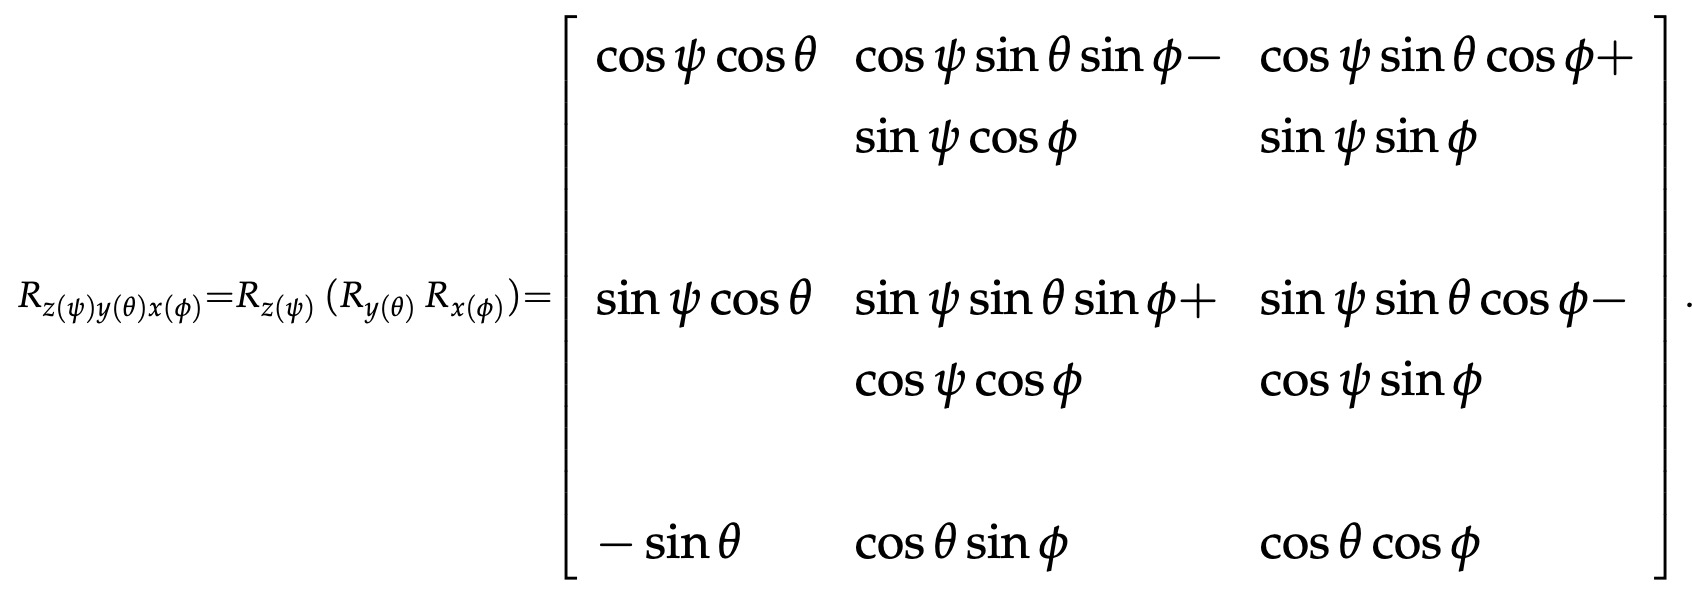 cos ψ cos θ cos ψ sin θ sin ϕ− cos ψ sin θ cos ϕ+
sin ψ cos ϕ sin ψ sin ϕ
R_{z(ψ)y(θ)x(ϕ)}=R_{z(ψ)} (R_{y(θ)} R_{x(ϕ)})= sin ψ cos θ sin ψ sin θ sin ϕ+ sin ψ sin θ cos ϕ− .
cos ψ cos ϕ cos ψ sin ϕ
− sin θ cos θ sin ϕ cos θ cos ϕ